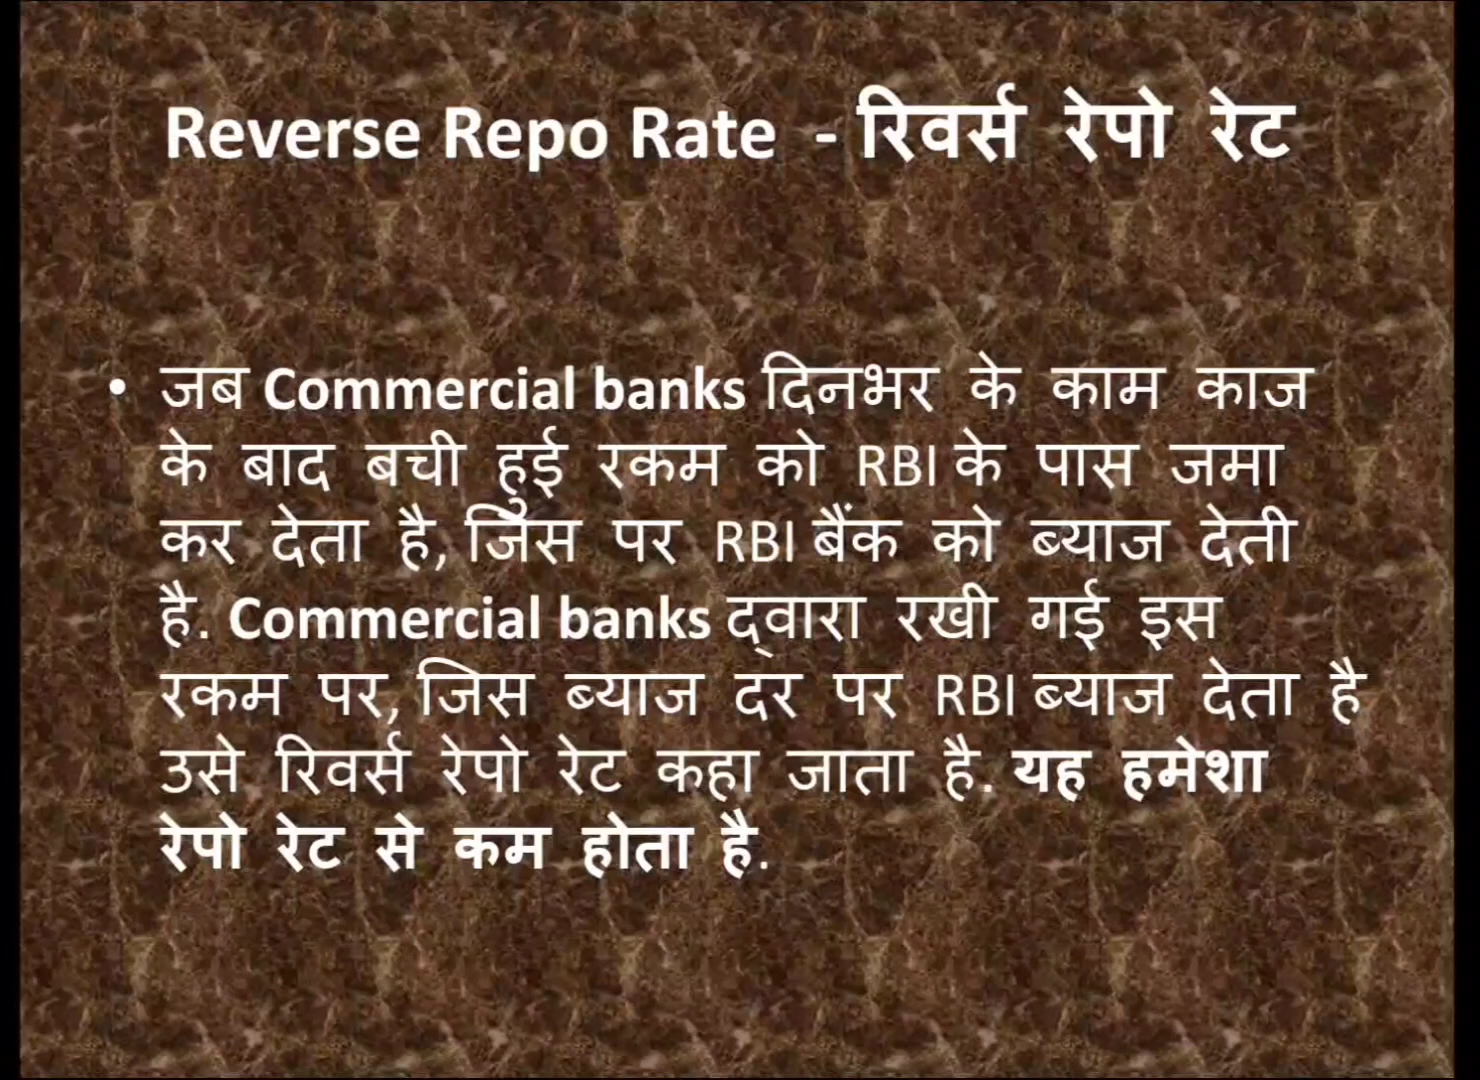 Reverse Repo Rate - रिवर्स रेपो रेट
• जब Commercial banks दिनभर के काम काज
के बाद बची हुई रकम को RBI के पास जमा
कर देता है, जिस पर RBI बैंक को ब्याज देती
है. Commercial banks द्वारा रखी गई इस
रकम पर, जिस ब्याज दर पर RBI ब्याज देता है
उसे रिवर्स रेपो रेट कहा जाता है. यह हमेशा
रेपो रेट से कम होता है.